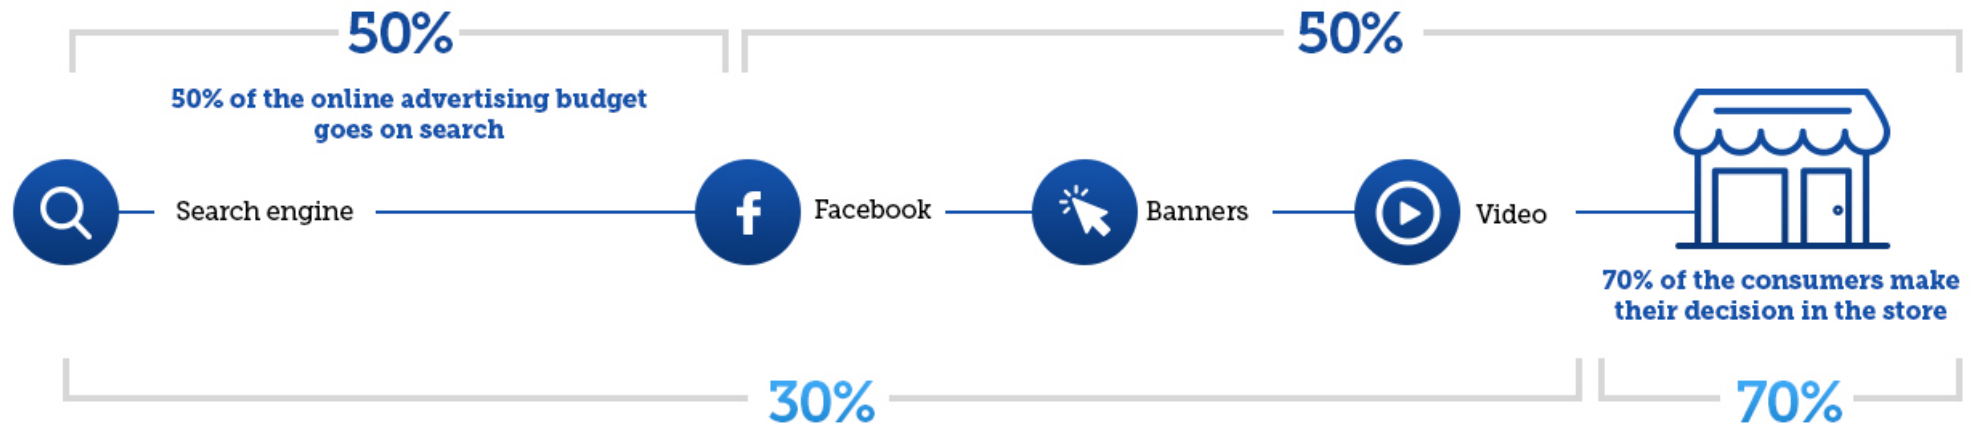 50%
50%
50% of the online advertising budget
goes on search
Search engine
Facebook
Banners
Video
70% of the consumers make
their decision in the store
30%
70%